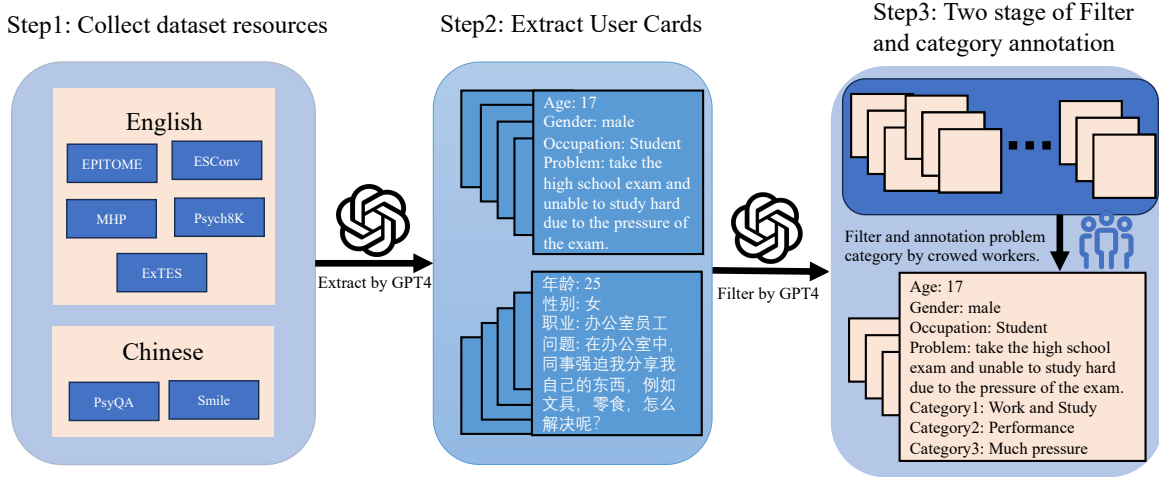 Step1: Collect dataset resources
English
EPITOME
ESConv
MHP
Psych8K
ExTES
Chinese
PsyQA
Smile
Extract by GPT4
Step2: Extract User Cards
Age: 17
Gender: male
Occupation: Student
Problem: take the
high school exam and
unable to study hard
due to the pressure of
the exam.
年龄: 25
性别: 女
职业: 办公室员工
问题: 在办公室中，
同事强迫我分享我
自己的东西，例如
文具，零食，怎么
解决呢？
Filter by GPT4
Step3: Two stage of Filter
and category annotation
Filter and annotation problem
category by crowed workers.
Age: 17
Gender: male
Occupation: Student
Problem: take the high school
exam and unable to study hard
due to the pressure of the exam.
Category1: Work and Study
Category2: Performance
Category3: Much pressure